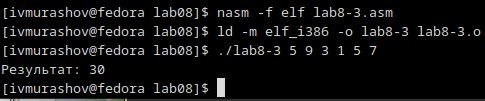 [ivmurashov@fedora lab08]$ nasm -f elf lab8-3.asm
[ivmurashov@fedora lab08]$ ld -m elf_i386 -o lab8-3 lab8-3.o
[ivmurashov@fedora lab08]$ ./lab8-3 5 9 3 1 5 7
Результат: 30
[ivmurashov@fedora lab08]$